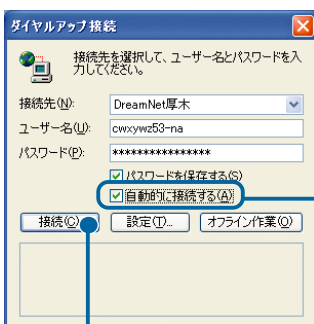 ダイヤルアップ接続
接続先を選択して、ユーザー名とパスワードを入
力してください。
接続先(N):
DreamNet厚木
ユーザー名(U):
cwxywz53-na
パスワード(P):
****************
パスワードを保存する(S)
自動的に接続する(A)
接続(C)
設定(T)...
オフライン作業(O)